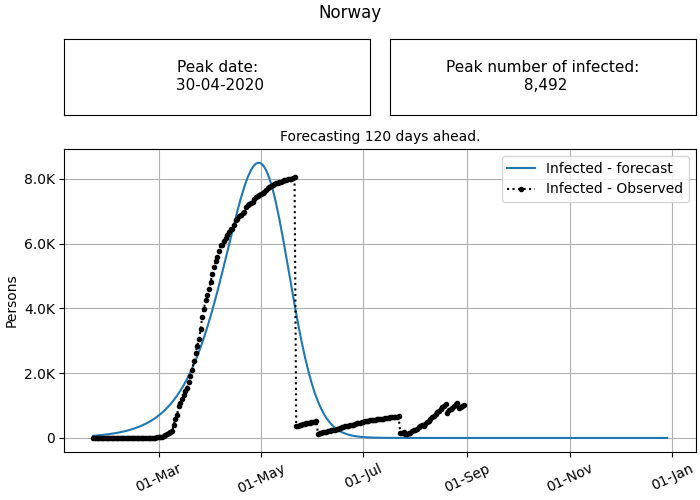 Norway
Peak date:
30-04-2020
Peak number of infected:
8,492
Forecasting 120 days ahead.
Infected - forecast
Infected - Observed
Persons
8.0K
6.0K
4.0K
2.0K
0
01-Mar
01-May
01-Jul
01-Sep
01-Nov
01-Jan